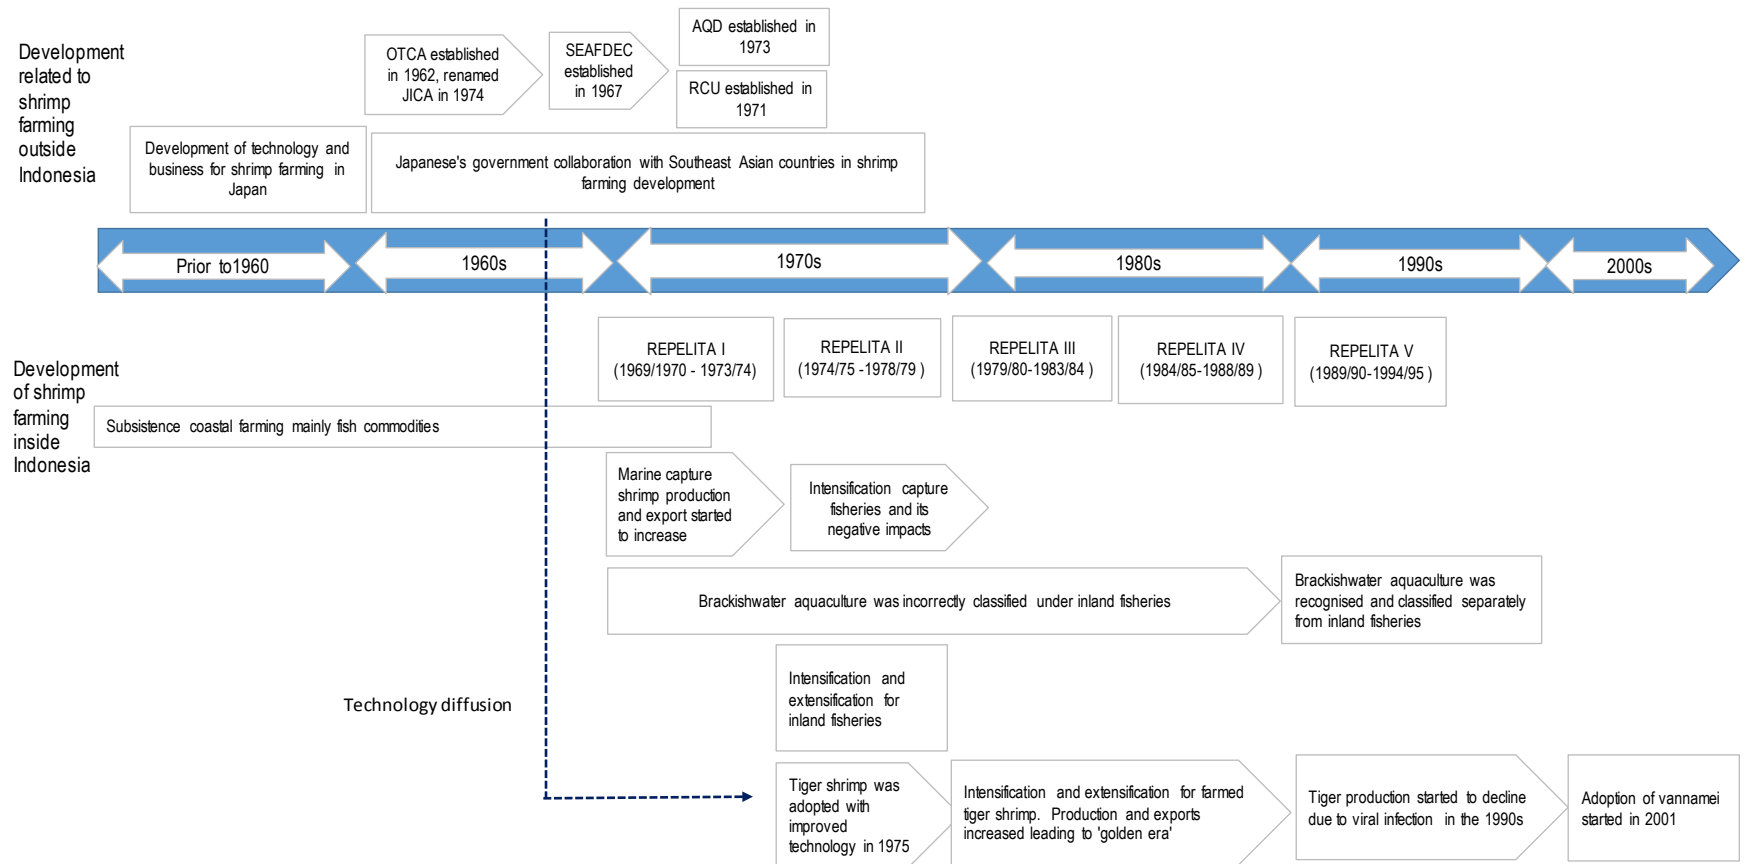 Development
related to
shrimp
farming
outside
Indonesia
OTCA established
in 1962, renamed
JICA in 1974
SEAFDEC
established
in 1967
AQD established in
1973
RCU established in
1971
Development of technology and
business for shrimp farming in
Japan
Japanese's government collaboration with Southeast Asian countries in shrimp
farming development
Prior to1960
1960s
1970s
1980s
1990s
2000s
Development
of shrimp
farming
inside
Indonesia
REPELITA I
(1969/1970 - 1973/74)
REPELITA II
(1974/75 -1978/79 )
REPELITA III
(1979/80-1983/84 )
REPELITA IV
(1984/85-1988/89 )
REPELITA V
(1989/90-1994/95 )
Subsistence coastal farming mainly fish commodities
Marine capture
shrimp production
and export started
to increase
Intensification capture
fisheries and its
negative impacts
Brackishwater aquaculture was incorrectly classified under inland fisheries
Brackishwater aquaculture was
recognised and classified separately
from inland fisheries
Intensification and
extensification for
inland fisheries
Technology diffusion
Tiger shrimp was
adopted with
improved
technology in 1975
Intensification and extensification for farmed
tiger shrimp. Production and exports
increased leading to 'golden era'
Tiger production started to decline
due to viral infection in the 1990s
Adoption of vannamei
started in 2001